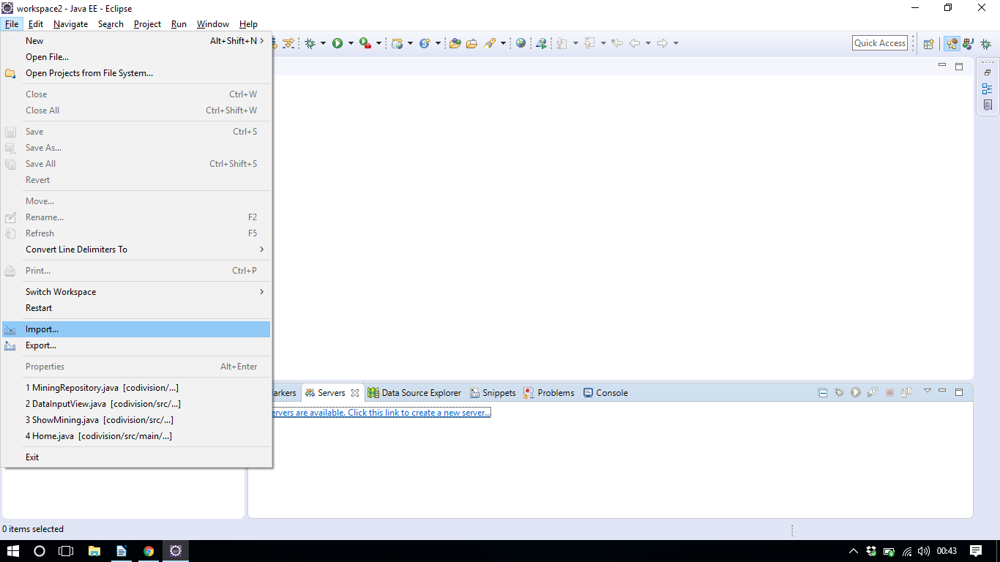 workspace2 - Java EE - Eclipse
File Edit Navigate Search Project Run Window Help
New Alt+Shift+N
Open File...
Open Projects from File System...
Quick Access
Close Ctrl+W
Close All Ctrl+Shift+W
Save Ctrl+S
Save As...
Save All Ctrl+Shift+S
Revert
Move...
Rename... F2
Refresh F5
Convert Line Delimiters To
Print... Ctrl+P
Switch Workspace
Restart
Import...
Export...
Properties Alt+Enter
1 MiningRepository.java [codivision/...]
2 DataInputView.java [codivision/src/...]
3 ShowMining.java [codivision/src/...]
4 Home.java [codivision/src/main/...]
Exit
arkers Servers Data Source Explorer Snippets Problems Console
ervers are available. Click this link to create a new server...
0 items selected
00:43